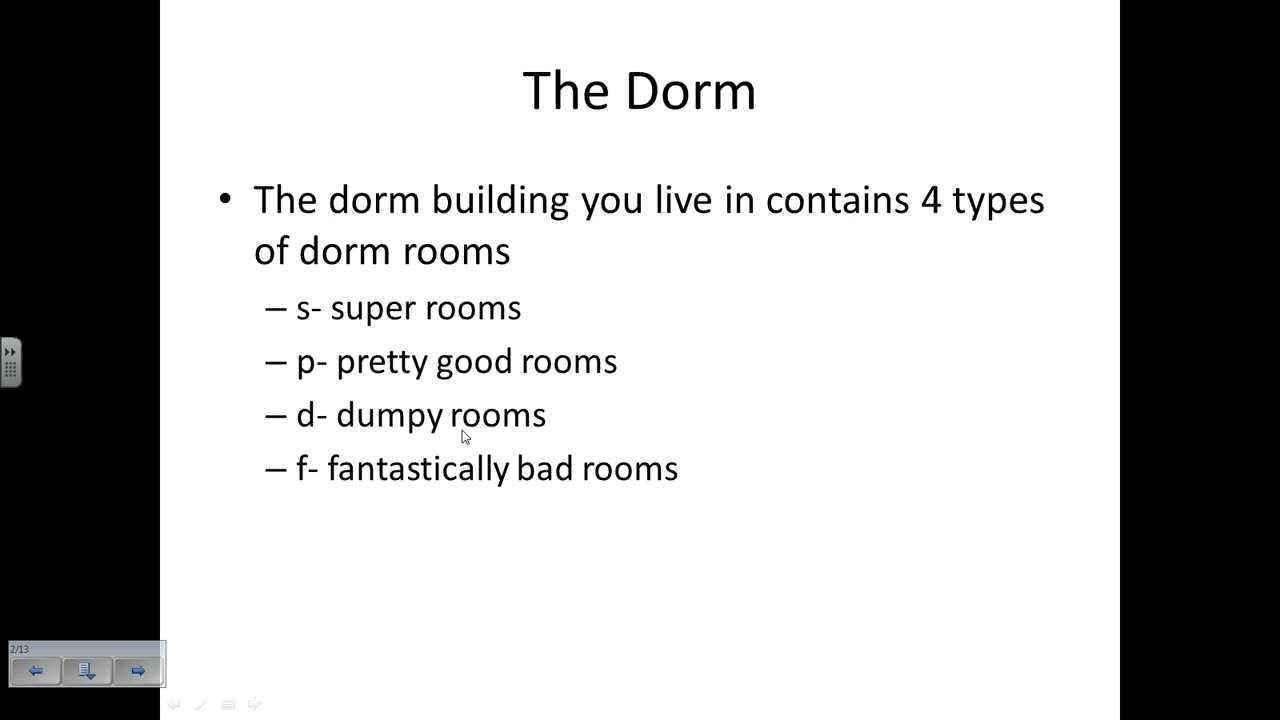 The Dorm
• The dorm building you live in contains 4 types
of dorm rooms
– s- super rooms
– p- pretty good rooms
– d- dumpy rooms
– f- fantastically bad rooms
2/13